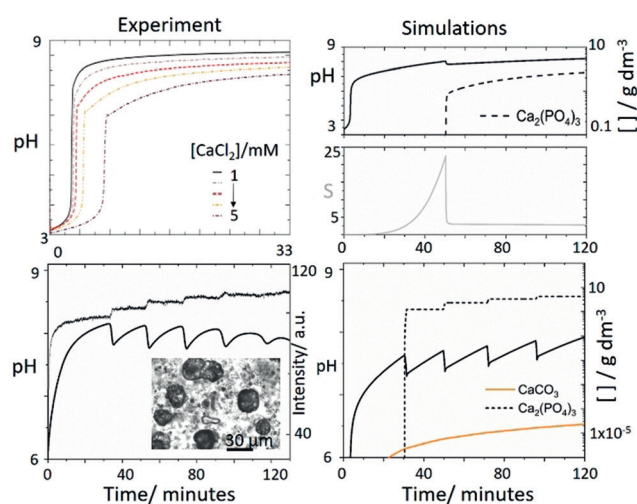 Experiment
Simulations
9
pH
3
0
33
[CaCl2]/mM
1
5
9
pH
3
10
[ ] / g dm-3
0.1
Ca2(PO4)3
25
S
15
5
0
40
80
120
9
pH
6
120
Intensity/ a.u.
40
30 µm
0
40
80
120
Time/ minutes
9
pH
6
[ ] / g dm-3
1x10-5
CaCO3
Ca2(PO4)3
0
40
80
120
Time/ minutes